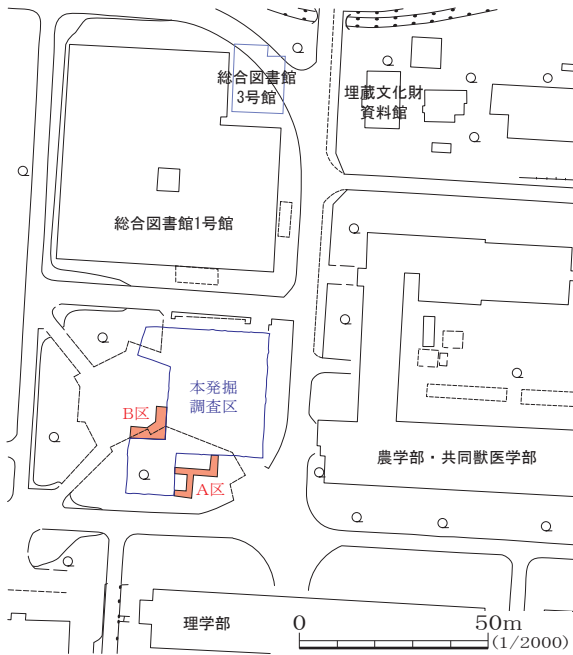 総合図書館
3号館
埋蔵文化財
資料館
総合図書館1号館
本発掘
調査区
B区
A区
農学部・共同獣医学部
理学部
0
50m
(1/2000)